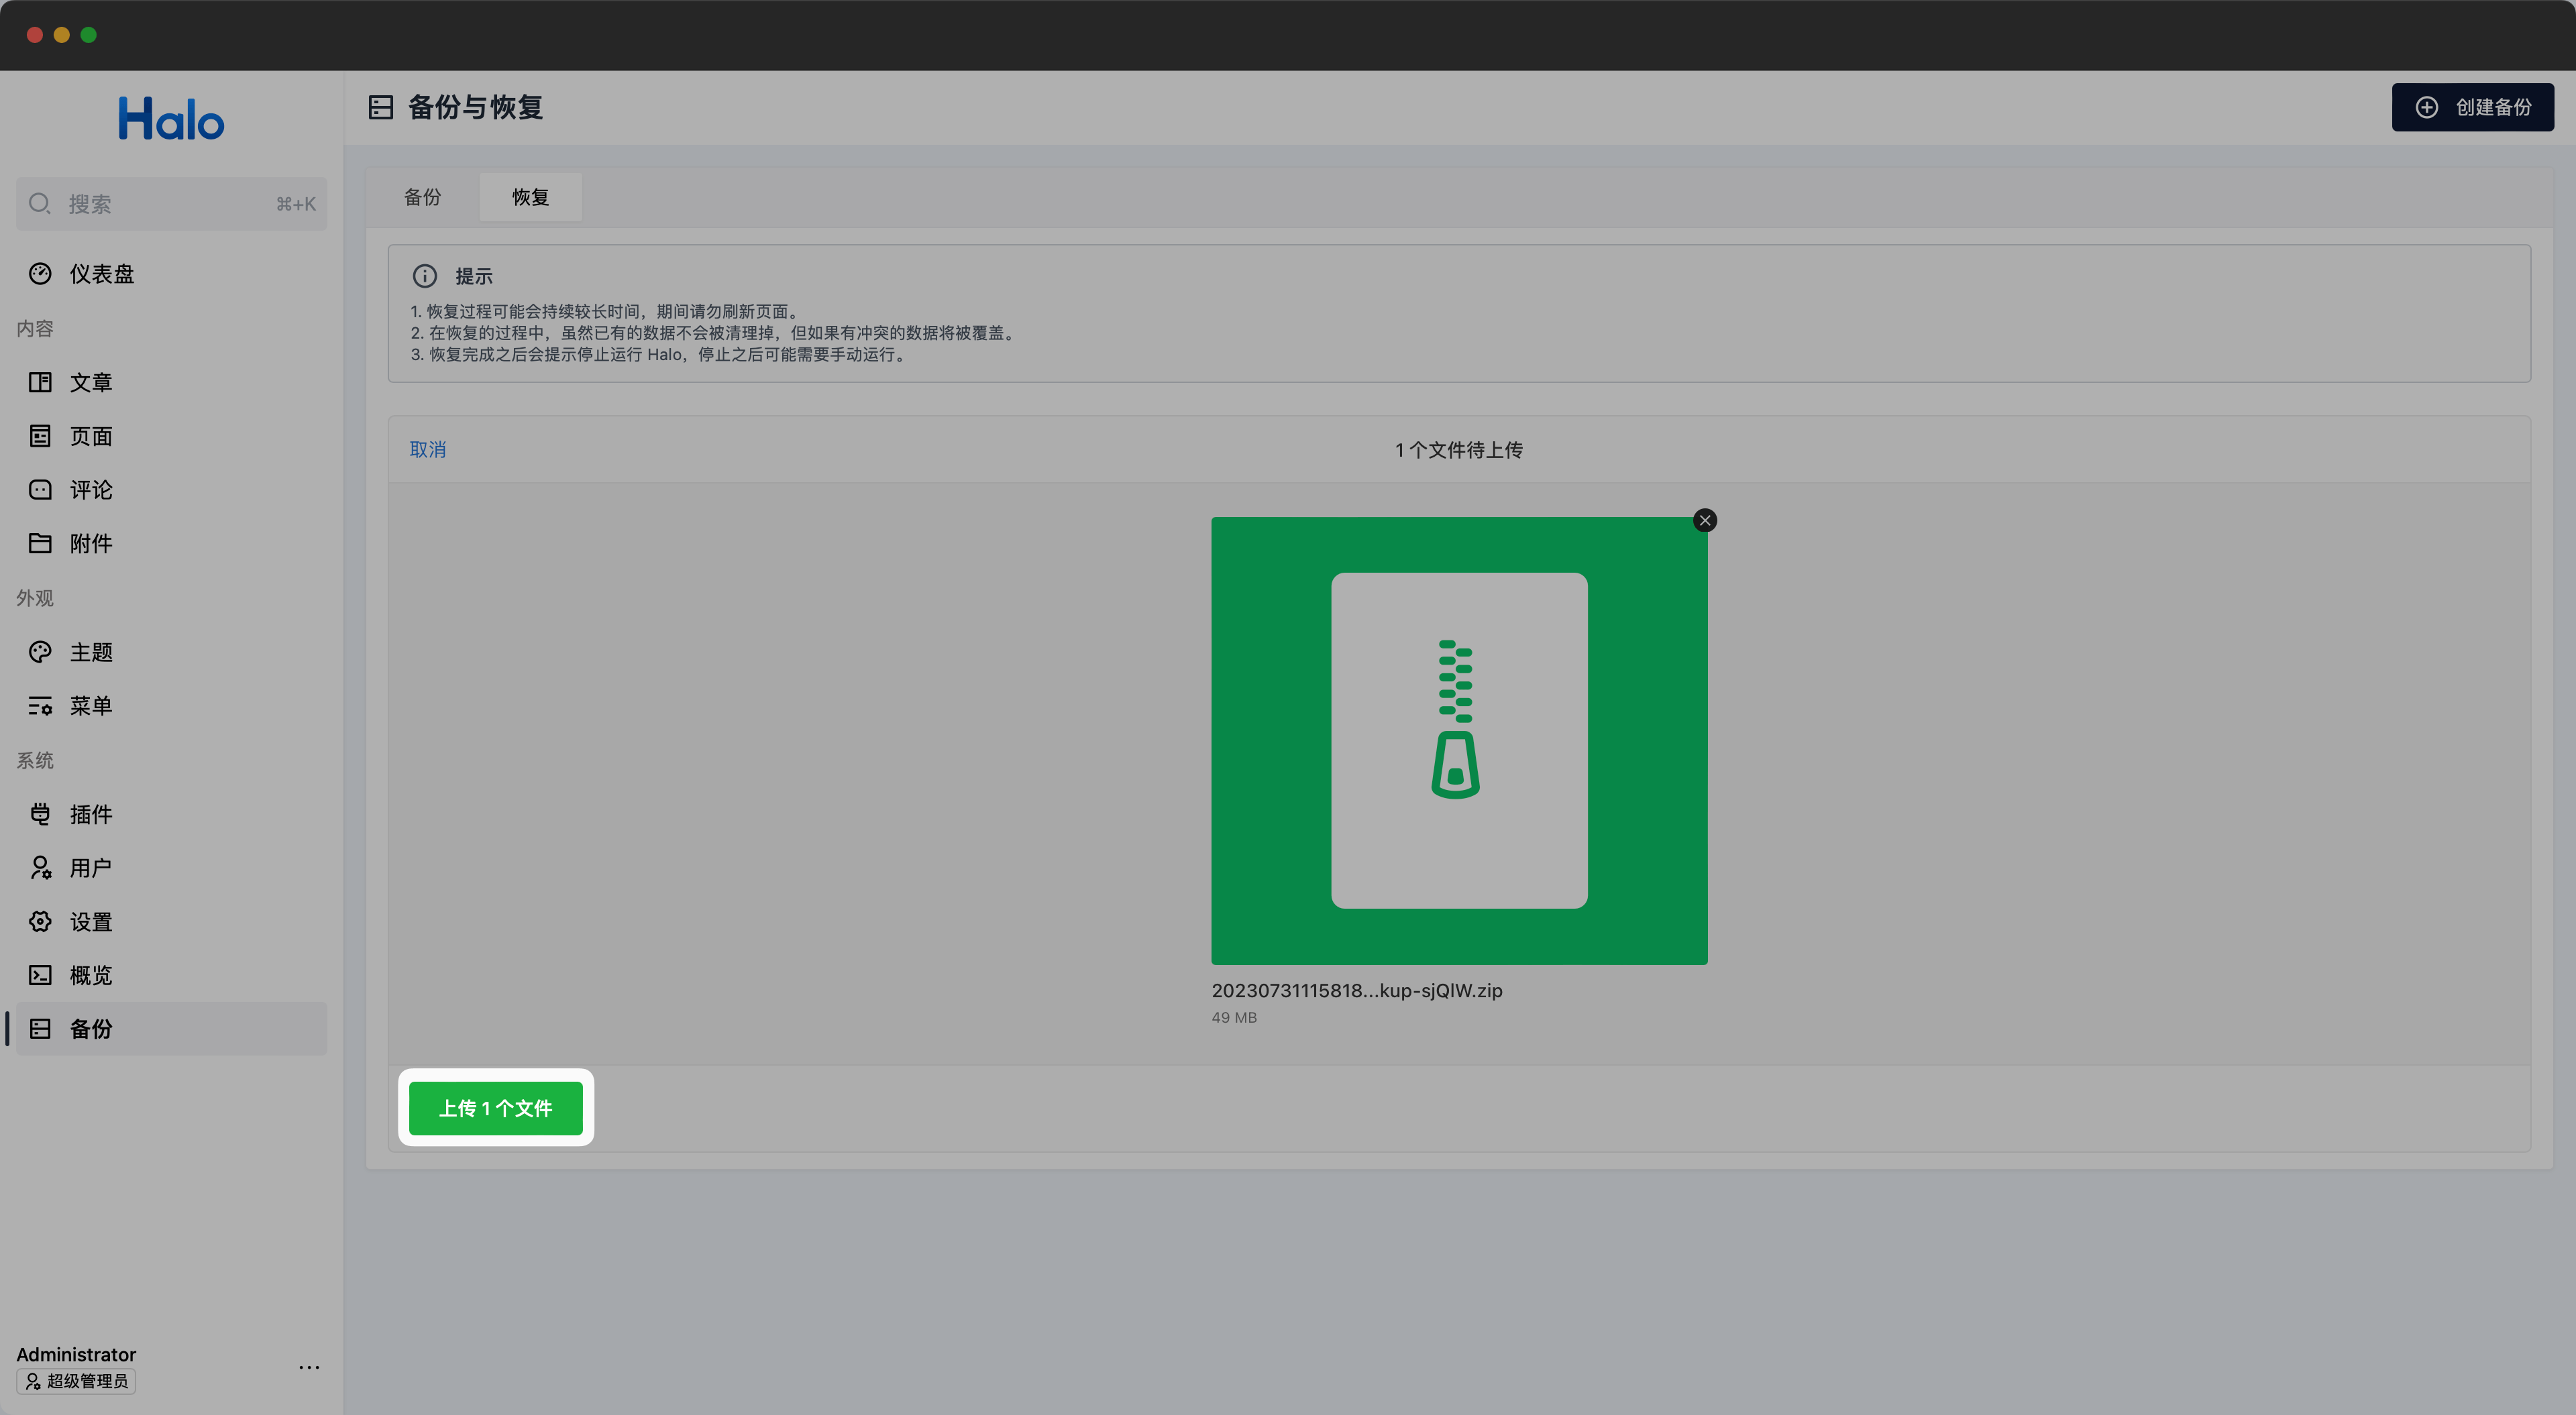 Halo
搜索
⌘+K
仪表盘
内容
文章
页面
评论
附件
外观
主题
菜单
系统
插件
用户
设置
概览
备份
Administrator
超级管理员
备份与恢复
创建备份
备份
恢复
提示
1. 恢复过程可能会持续较长时间，期间请勿刷新页面。
2. 在恢复的过程中，虽然已有的数据不会被清理掉，但如果有冲突的数据将被覆盖。
3. 恢复完成之后会提示停止运行 Halo，停止之后可能需要手动运行。
取消
1 个文件待上传
20230731115818...kup-sjQlW.zip
49 MB
上传 1 个文件